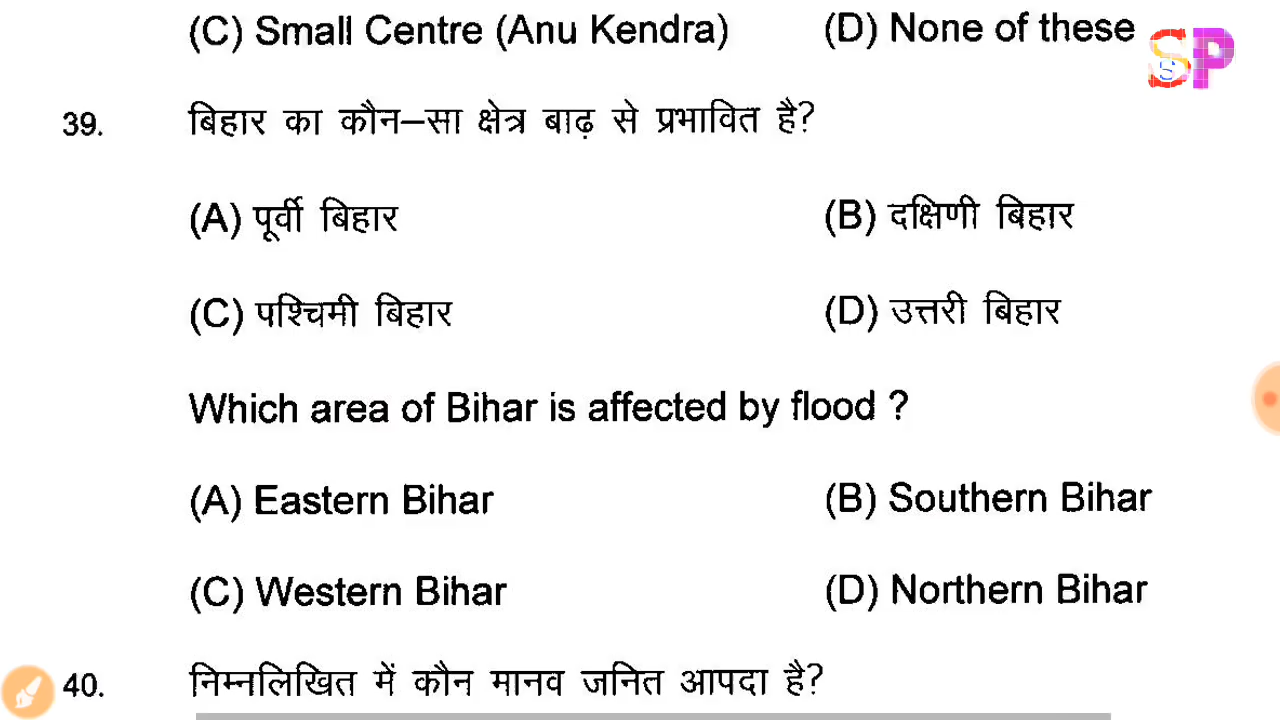 (C) Small Centre (Anu Kendra) (D) None of these
SP
S
39. बिहार का कौन–सा क्षेत्र बाढ़ से प्रभावित है?
(A) पूर्वी बिहार (B) दक्षिणी बिहार
(C) पश्चिमी बिहार (D) उत्तरी बिहार
Which area of Bihar is affected by flood ?
(A) Eastern Bihar (B) Southern Bihar
(C) Western Bihar (D) Northern Bihar
40. निम्नलिखित में कौन मानव जनित आपदा है?